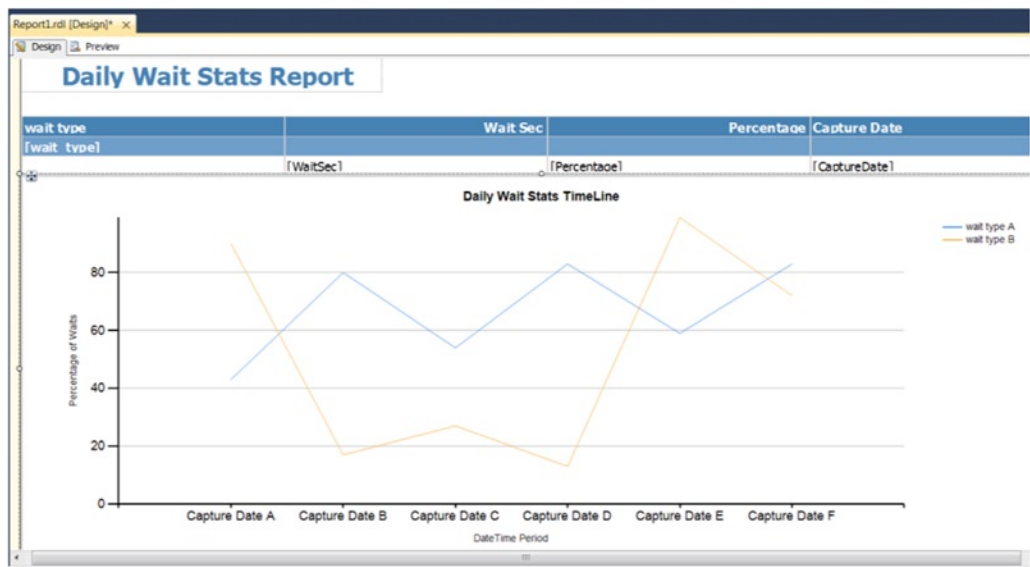 Report1.rdl [Design]* ×
Design Preview
Daily Wait Stats Report
wait type Wait Sec Percentage Capture Date
[wait_type]
[WaitSec] [Percentage] [CaptureDate]
Daily Wait Stats TimeLine
wait type A
wait type B
Percentage of Waits
80
60
40
20
0
Capture Date A Capture Date B Capture Date C Capture Date D Capture Date E Capture Date F
DateTime Period